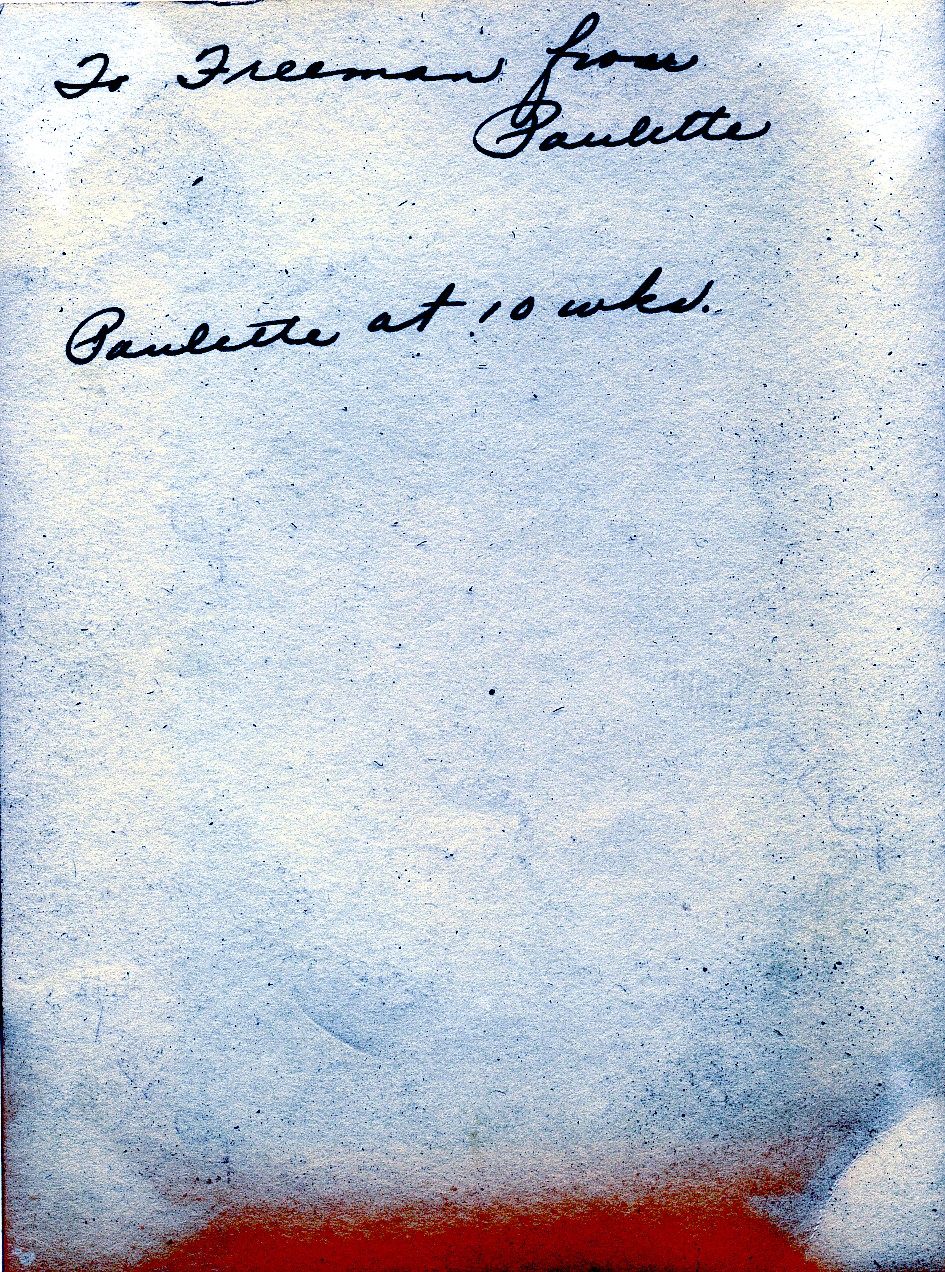 To Freeman from
Paulette
Paulette at 10 wks.